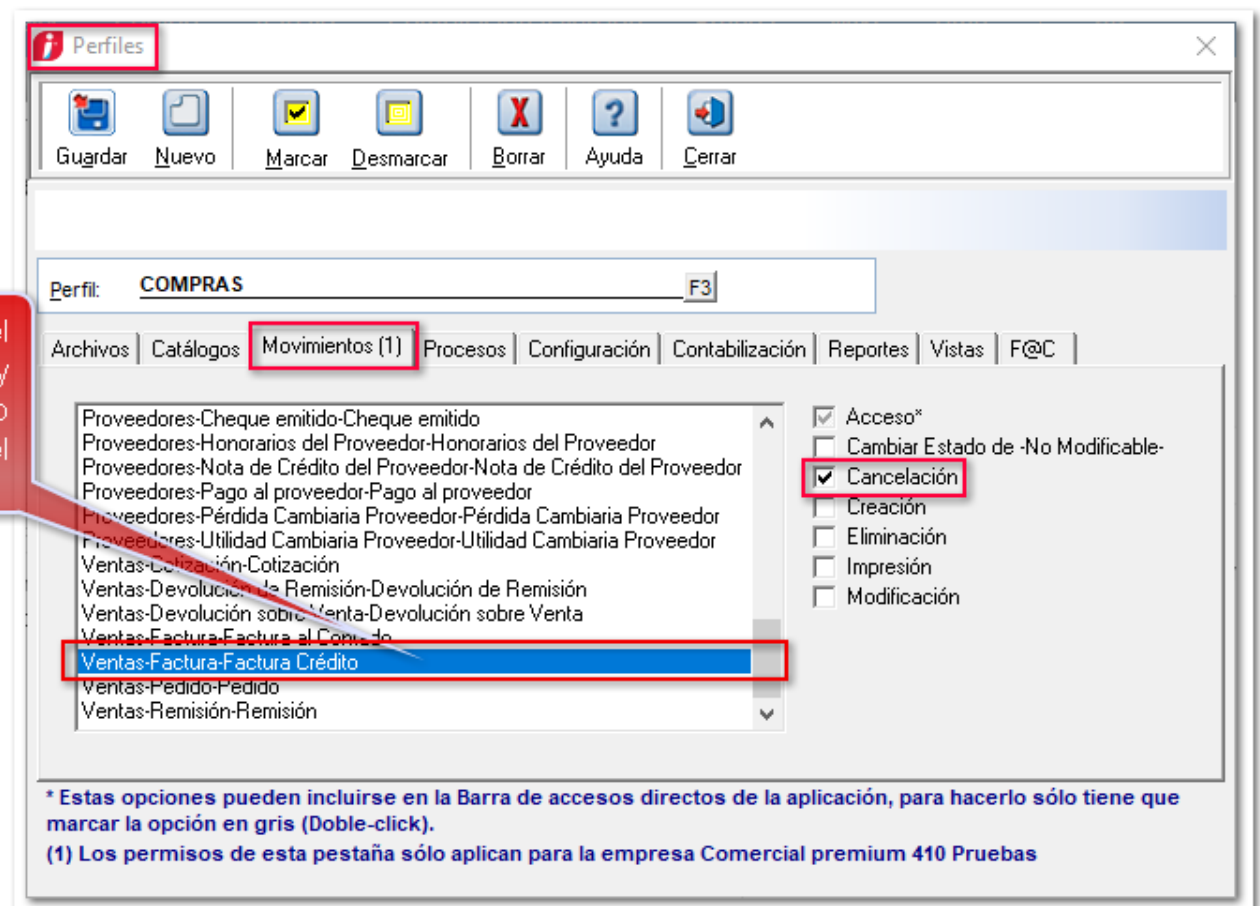 Perfiles
Guardar Nuevo Marcar Desmarcar Borrar Ayuda Cerrar
Perfil: COMPRAS F3
el
y
o
el
Archivos Catálogos Movimientos (1) Procesos Configuración Contabilización Reportes Vistas F@C
Proveedores-Cheque emitido-Cheque emitido
Proveedores-Honorarios del Proveedor-Honorarios del Proveedor
Proveedores-Nota de Crédito del Proveedor-Nota de Crédito del Proveedor
Proveedores-Pago al proveedor-Pago al proveedor
Proveedores-Pérdida Cambiaria Proveedor-Pérdida Cambiaria Proveedor
Proveedores-Utilidad Cambiaria Proveedor-Utilidad Cambiaria Proveedor
Ventas-Cotización-Cotización
Ventas-Devolución de Remisión-Devolución de Remisión
Ventas-Devolución sobre Venta-Devolución sobre Venta
Ventas-Factura-Factura al Contado
Ventas-Factura-Factura Crédito
Ventas-Pedido-Pedido
Ventas-Remisión-Remisión
Acceso*
Cambiar Estado de -No Modificable-
Cancelación
Creación
Eliminación
Impresión
Modificación
* Estas opciones pueden incluirse en la Barra de accesos directos de la aplicación, para hacerlo sólo tiene que
marcar la opción en gris (Doble-click).
(1) Los permisos de esta pestaña sólo aplican para la empresa Comercial premium 410 Pruebas